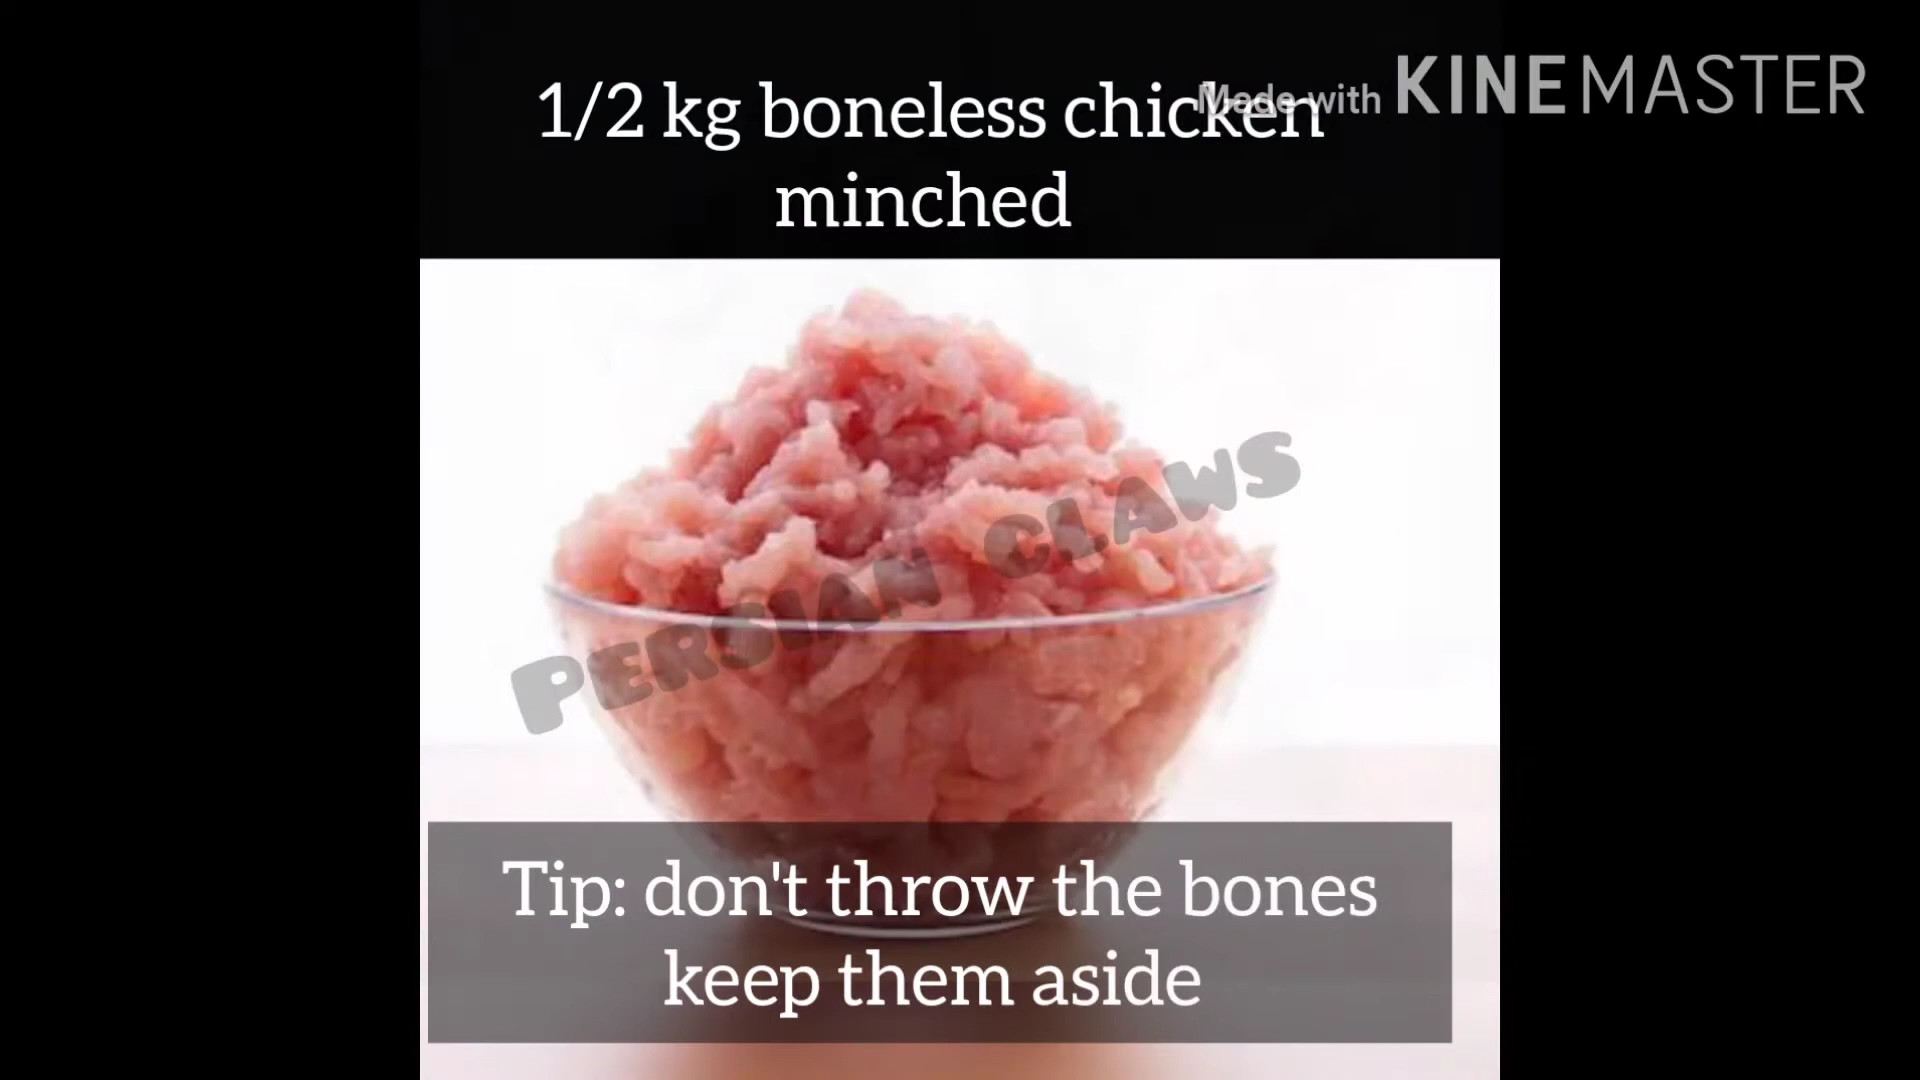 1/2 kg boneless chicken
minched
Made with KINEMASTER
PERSIAN CLAWS
Tip: don't throw the bones
keep them aside